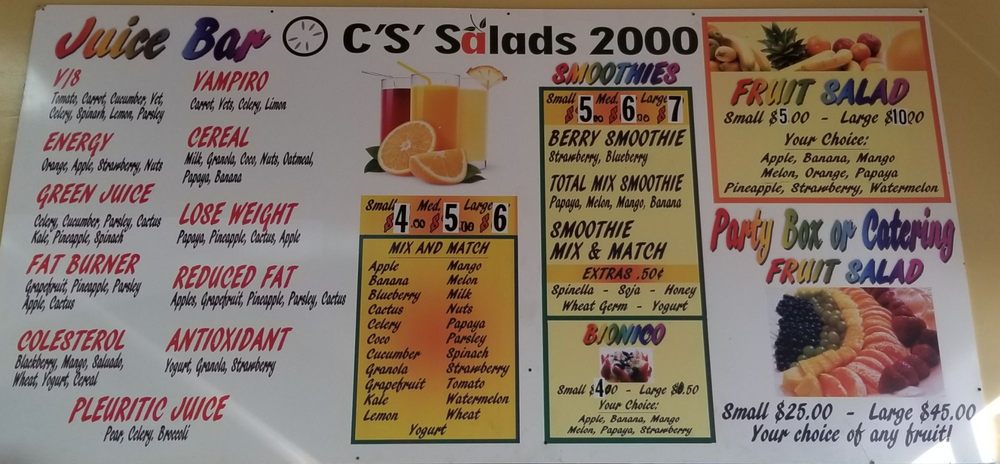 Juice Bar
C'S' Salads 2000
V/8
Tomato, Carrot, Cucumber, Vet,
Celery, Spinash, Lemon, Parsley
ENERGY
Orange, Apple, Strawberry, Nuts
GREEN JUICE
Celery, Cucumber, Parsley, Cactus
Kale, Pineapple, Spinach
FAT BURNER
Grapefruit, Pineapple, Parsley
Apple, Cactus
COLESTEROL
Blackberry, Mango, Saluado,
Wheat, Yogurt, Cereal
VAMPIRO
Carrot, Vets, Celery, Limon
CEREAL
Milk, Granola, Coco, Nuts, Oatmeal,
Papaya, Banana
LOSE WEIGHT
Papaya, Pineapple, Cactus, Apple
REDUCED FAT
Apples, Grapefruit, Pineapple, Parsley, Cactus
ANTIOXIDANT
Yogurt, Granola, Strawberry
PLEURITIC JUICE
Pear, Celery, Broccoli
Small Med. Large
$4.00 $5.00 $6
MIX AND MATCH
Apple Mango
Banana Melon
Blueberry Milk
Cactus Nuts
Celery Papaya
Coco Parsley
Cucumber Spinach
Granola Strawberry
Grapefruit Tomato
Kale Watermelon
Lemon Wheat
Yogurt
SMOOTHIES
Small Med. Large
$5 $6 $7
BERRY SMOOTHIE
Strawberry, Blueberry
TOTAL MIX SMOOTHIE
Papaya, Melon, Mango, Banana
SMOOTHIE
MIX & MATCH
EXTRAS .50¢
Spinella - Soja - Honey
Wheat Germ - Yogurt
BIONICO
Small $4.00 - Large
Your Choice:
Apple, Banana, Mango
Melon, Papaya, Strawberry
FRUIT SALAD
Small $5.00 - Large $10.00
Your Choice:
Apple, Banana, Mango
Melon, Orange, Papaya
Pineapple, Strawberry, Watermelon
Party Box or Catering
FRUIT SALAD
Small $25.00 - Large $45.00
Your choice of any fruit!